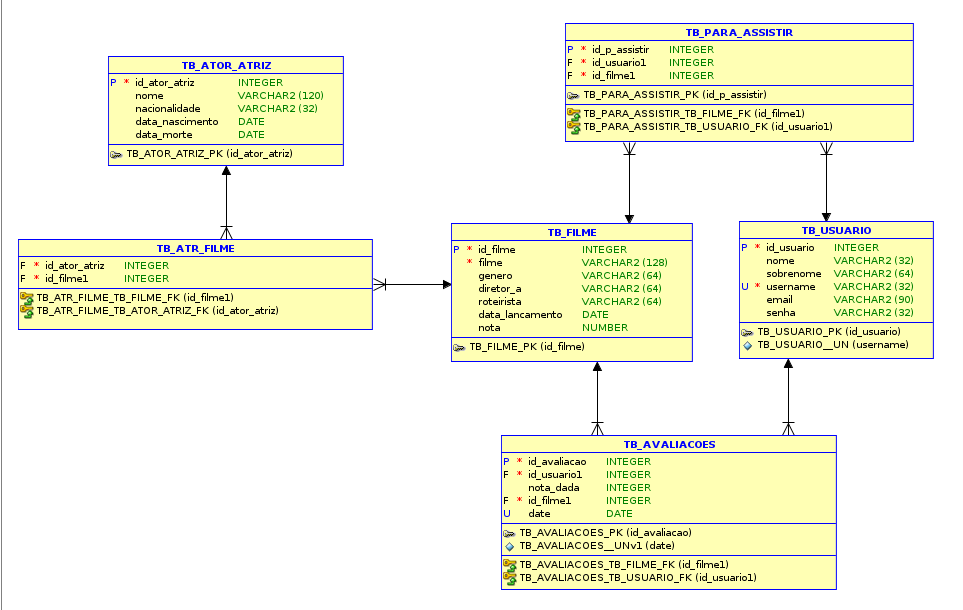 TB_PARA_ASSISTIR
P * id_p_assistir INTEGER
F * id_usuario1 INTEGER
F * id_filme1 INTEGER
TB_PARA_ASSISTIR_PK (id_p_assistir)
TB_PARA_ASSISTIR_TB_FILME_FK (id_filme1)
TB_PARA_ASSISTIR_TB_USUARIO_FK (id_usuario1)
TB_ATOR_ATRIZ
P * id_ator_atriz INTEGER
nome VARCHAR2 (120)
nacionalidade VARCHAR2 (32)
data_nascimento DATE
data_morte DATE
TB_ATOR_ATRIZ_PK (id_ator_atriz)
TB_ATR_FILME
F * id_ator_atriz INTEGER
F * id_filme1 INTEGER
TB_ATR_FILME_TB_FILME_FK (id_filme1)
TB_ATR_FILME_TB_ATOR_ATRIZ_FK (id_ator_atriz)
TB_FILME
P * id_filme INTEGER
* filme VARCHAR2 (128)
genero VARCHAR2 (64)
diretor_a VARCHAR2 (64)
roteirista VARCHAR2 (64)
data_lancamento DATE
nota NUMBER
TB_FILME_PK (id_filme)
TB_USUARIO
P * id_usuario INTEGER
nome VARCHAR2 (32)
sobrenome VARCHAR2 (64)
U * username VARCHAR2 (32)
email VARCHAR2 (90)
senha VARCHAR2 (32)
TB_USUARIO_PK (id_usuario)
TB_USUARIO__UN (username)
TB_AVALIACOES
P * id_avaliacao INTEGER
F * id_usuario1 INTEGER
nota_dada INTEGER
F * id_filme1 INTEGER
U date DATE
TB_AVALIACOES_PK (id_avaliacao)
TB_AVALIACOES__UNv1 (date)
TB_AVALIACOES_TB_FILME_FK (id_filme1)
TB_AVALIACOES_TB_USUARIO_FK (id_usuario1)